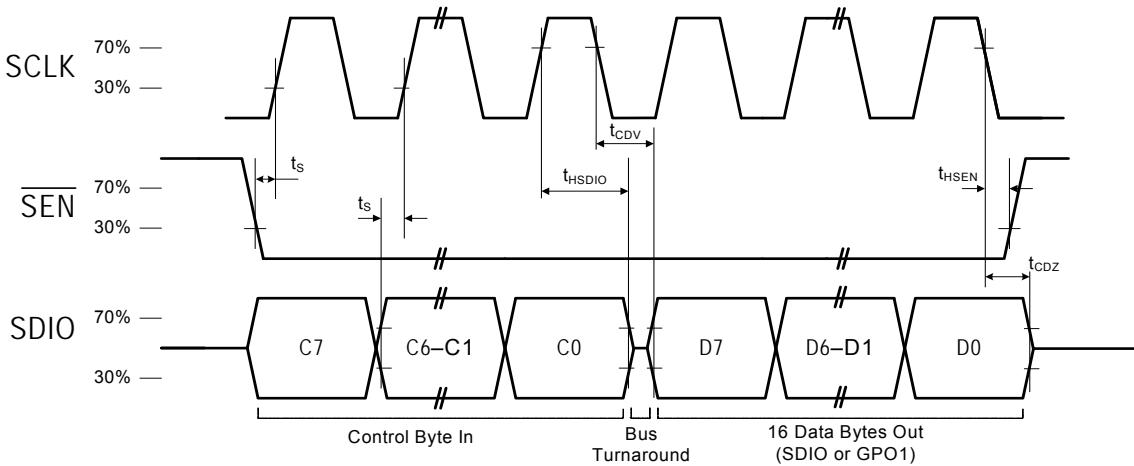 SCLK
70%
30%
t_CDV
SEN
70%
30%
t_S
t_S
t_HSDIO
t_HSEN
t_CDZ
SDIO
70%
30%
C7
C6–C1
C0
D7
D6–D1
D0
Control Byte In
Bus
Turnaround
16 Data Bytes Out
(SDIO or GPO1)